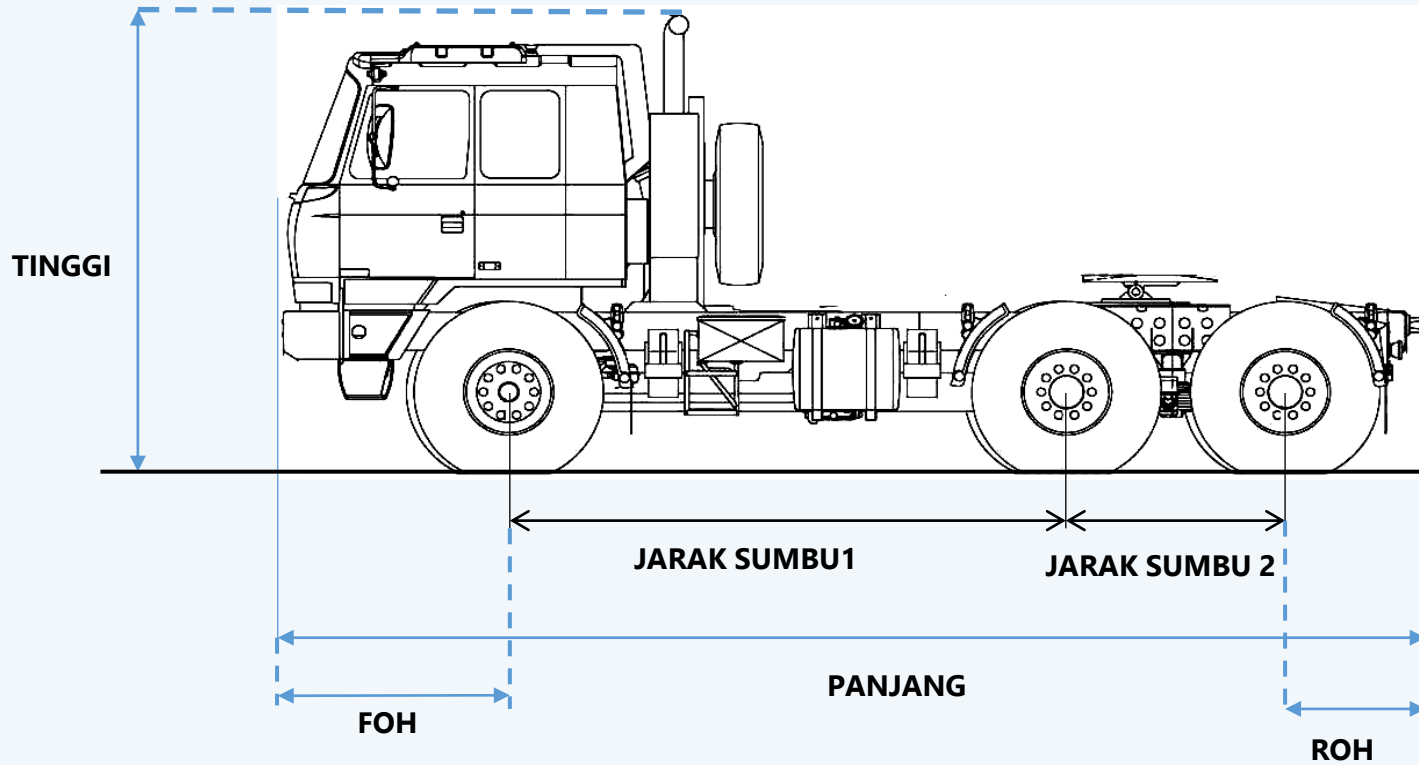 TINGGI
JARAK SUMBU1
JARAK SUMBU 2
PANJANG
FOH
ROH